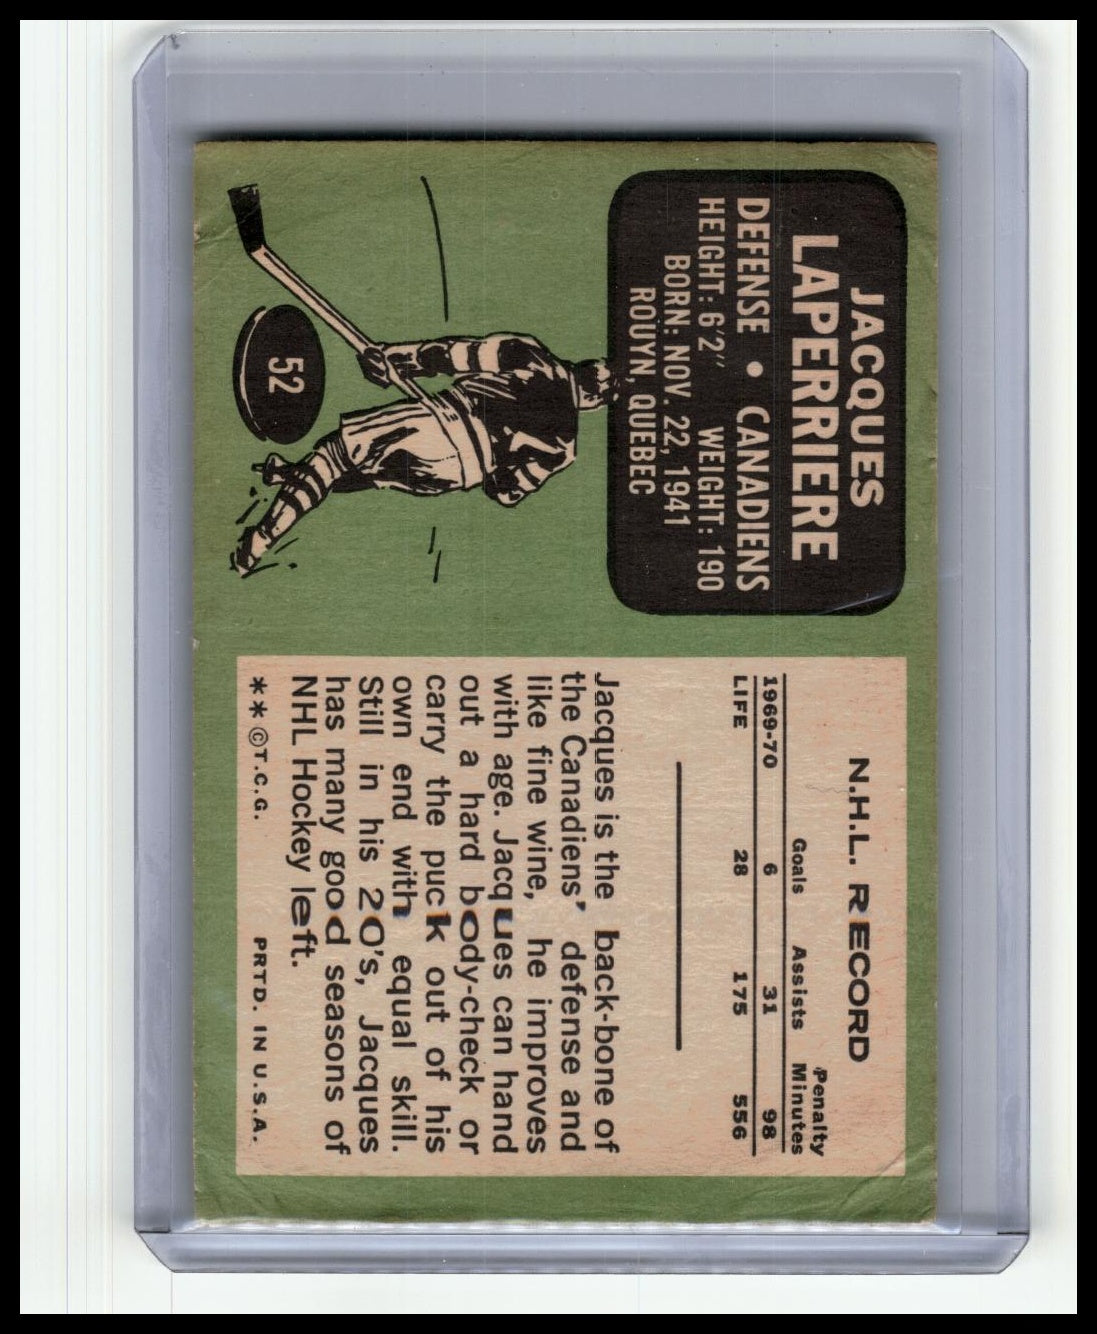 JACQUES
LAPERRIERE
DEFENSE • CANADIENS
HEIGHT: 6'2" WEIGHT: 190
BORN: NOV. 22, 1941
ROUYN, QUEBEC
52
N.H.L. RECORD
Goals Assists Penalty Minutes
1969-70 6 31 98
LIFE 28 175 556
Jacques is the back-bone of
the Canadiens' defense and
like fine wine, he improves
with age. Jacques can hand
out a hard body-check or
carry the puck out of his
own end with equal skill.
Still in his 20's, Jacques
has many good seasons of
NHL Hockey left.
**©T.C.G. PRTD. IN U.S.A.